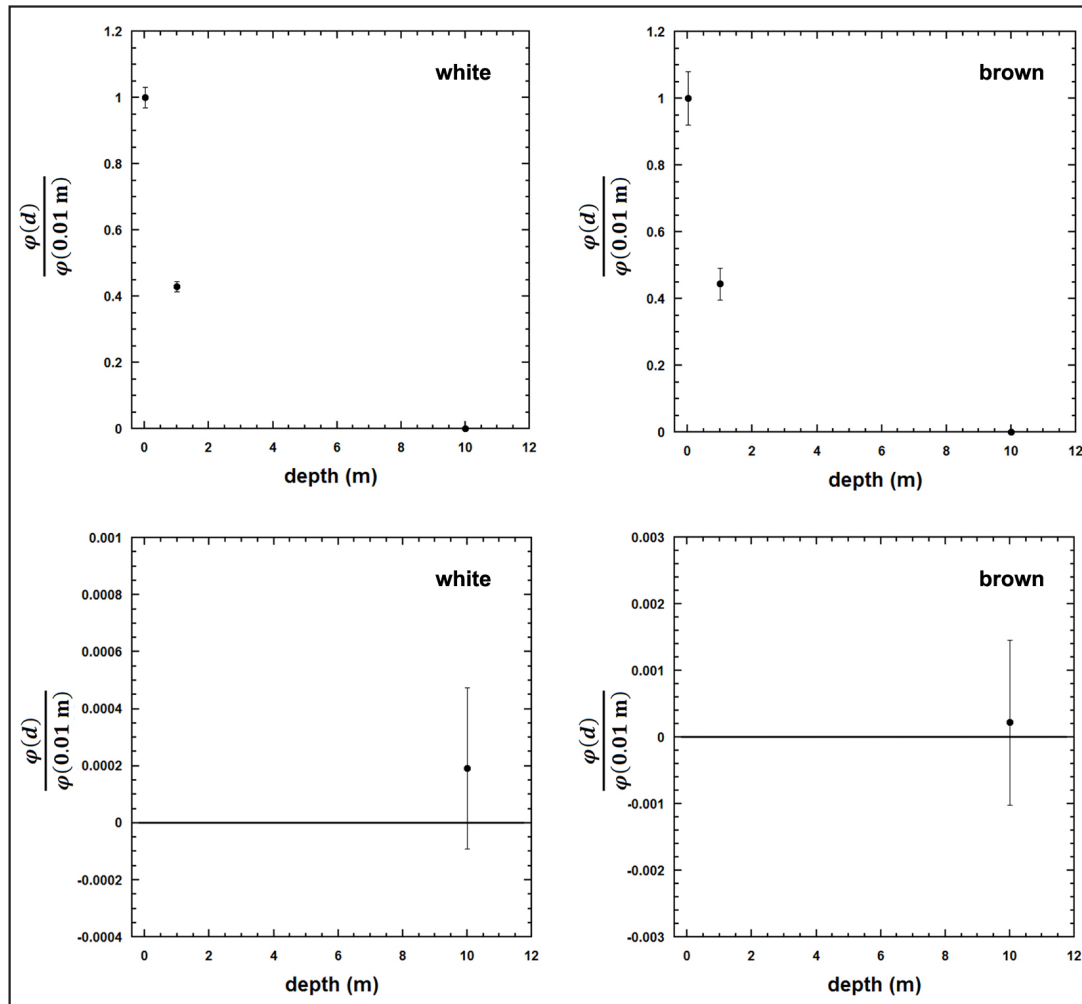 1.2
white
1
0.8
0.6
0.4
0.2
0
0 2 4 6 8 10 12
depth (m)
φ(d)
φ(0.01 m)
1.2
brown
1
0.8
0.6
0.4
0.2
0
0 2 4 6 8 10 12
depth (m)
φ(d)
φ(0.01 m)
0.001
white
0.0008
0.0006
0.0004
0.0002
0
-0.0002
-0.0004
0 2 4 6 8 10 12
depth (m)
φ(d)
φ(0.01 m)
0.003
brown
0.002
0.001
0
-0.001
-0.002
-0.003
0 2 4 6 8 10 12
depth (m)
φ(d)
φ(0.01 m)